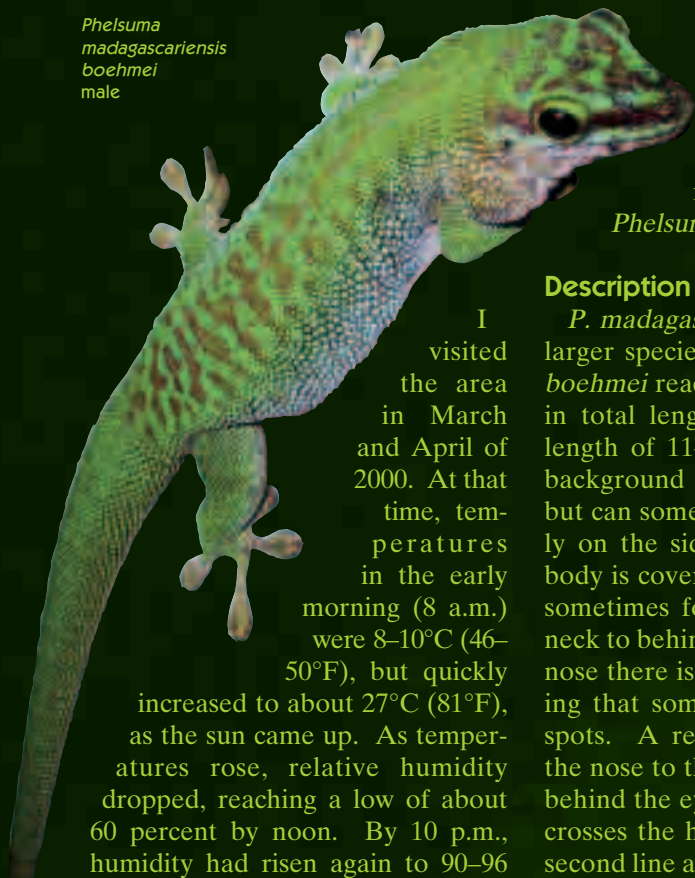 Phelsuma
madagascariensis
boehmei
male
I
visited
the area
in March
and April of
2000. At that
time, tem-
peratures
in the early
morning (8 a.m.)
were 8–10°C (46–
50°F), but quickly
increased to about 27°C (81°F),
as the sun came up. As temper-
atures rose, relative humidity
dropped, reaching a low of about
60 percent by noon. By 10 p.m.,
humidity had risen again to 90–96
Description
P. madagas
larger specie
boehmei reac
in total leng
length of 11
background
but can some
ly on the sid
body is cover
sometimes fo
neck to behin
nose there is
ing that som
spots. A re
the nose to th
behind the ey
crosses the h
second line a